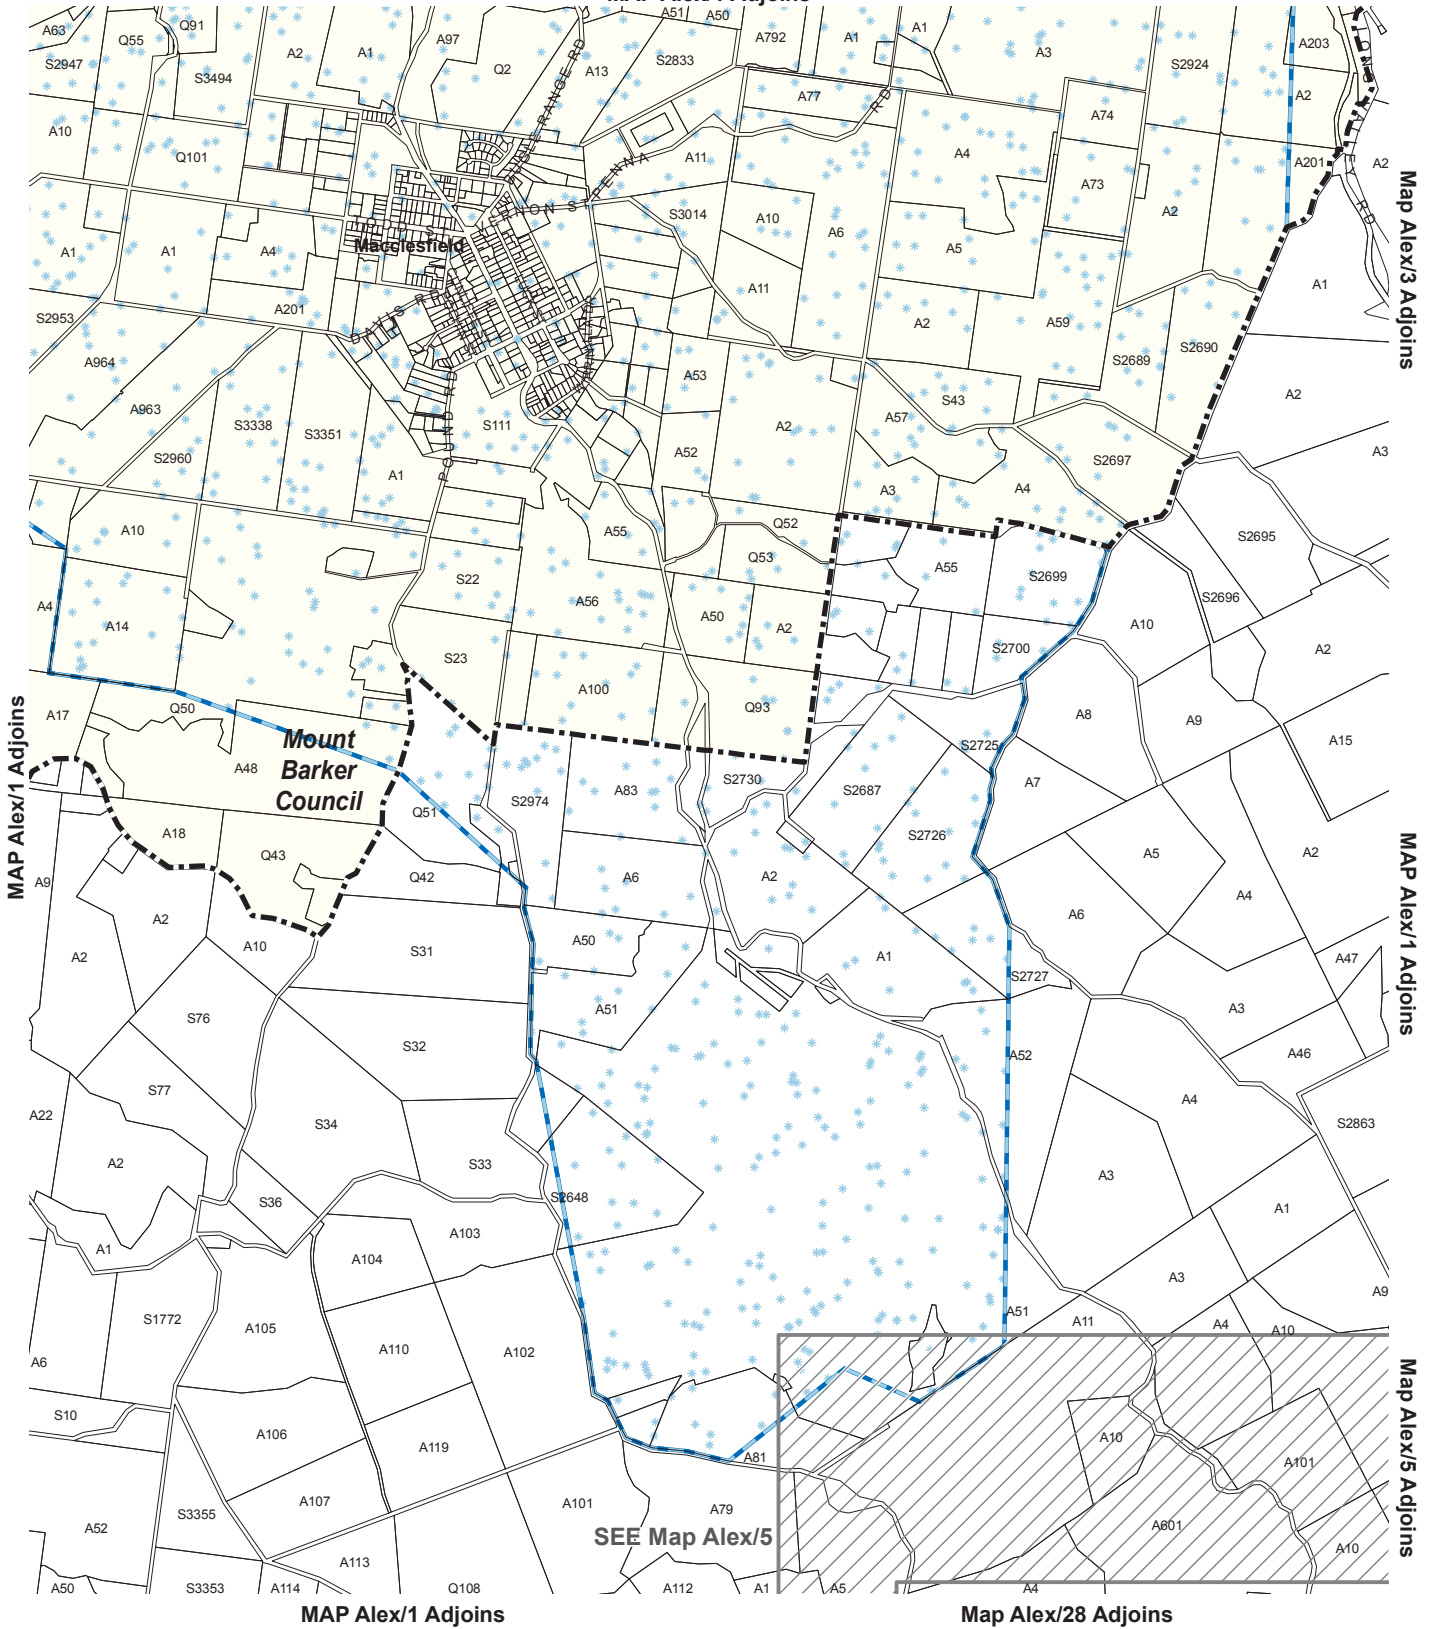 A63
Q55
Q91
A2
A1
A97
Q2
A13
A51
A50
A792
A1
A1
A3
S2924
A203
S2947
S3494
S2833
A77
RD
A2
A74
A10
Q101
A11
A4
A73
A201
A2
PENNA
VERNON ST
S3014
A10
A6
A5
A2
Map Alex/3 Adjoins
A1
A1
A4
Macclesfield
A11
A1
S2953
A201
DAVIS RD
A2
A59
S2689
S2690
A964
A963
S3338
S3351
S111
A53
A2
A57
S43
A2
S2960
A1
POUND RD
A52
A3
A4
S2697
A3
A10
A55
Q52
Q53
A55
S2699
S2695
A4
A14
S22
A56
A50
A2
S2696
A10
A2
S23
S2700
A17
Q50
A100
Q93
A8
A9
A15
MAP Alex/1 Adjoins
Mount
Barker
Council
A48
S2725
A7
Q51
S2974
A83
S2730
S2687
S2726
A18
Q43
Q42
A6
A2
A5
A2
A9
A2
A10
A4
A6
MAP Alex/1 Adjoins
A2
S31
A50
A1
S2727
A47
S76
A51
A3
S32
A52
A46
S77
A4
A22
S34
S2863
A2
S33
A3
S36
S2648
A1
A1
A103
A104
A3
A9
S1772
A105
A51
A11
A4
A10
A6
A110
A102
S10
A106
A119
A10
Map Alex/5 Adjoins
A81
A101
A107
A101
A79
A52
S3355
SEE Map Alex/5
A601
A10
A113
A50
S3353
A114
Q108
A112
A1
A5
A4
MAP Alex/1 Adjoins
Map Alex/28 Adjoins